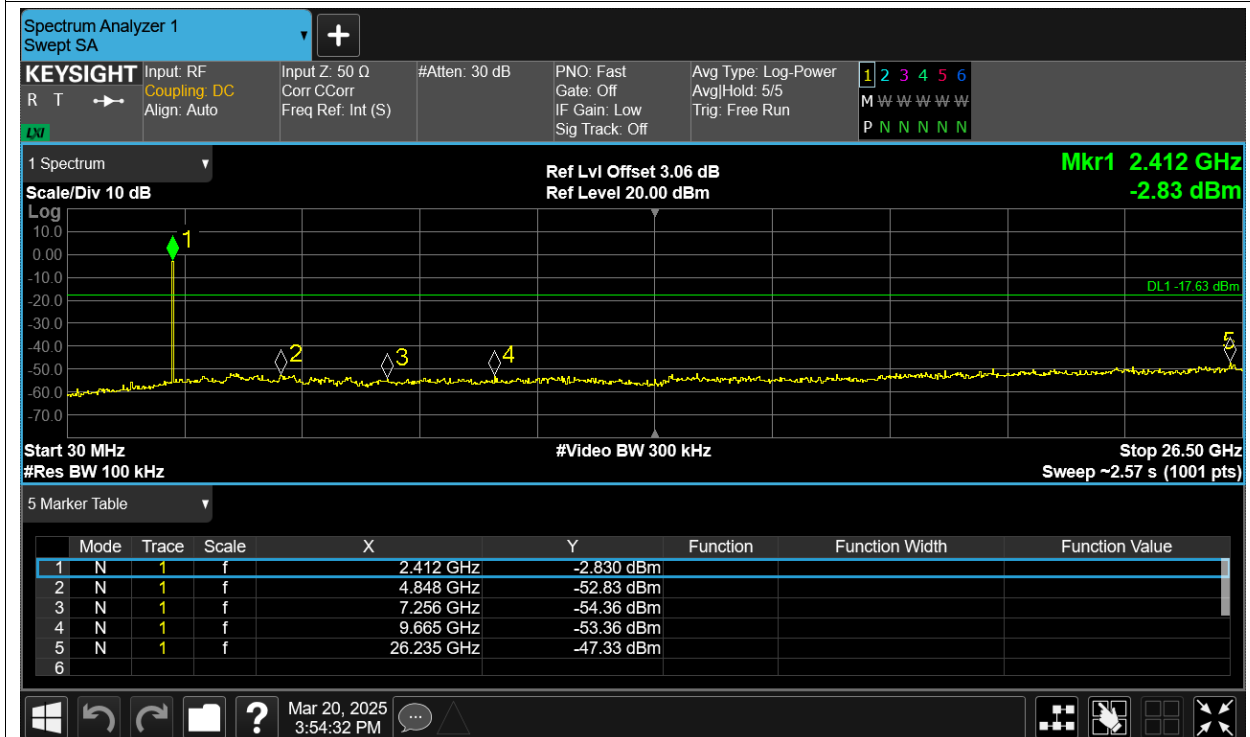 Spectrum Analyzer 1
Swept SA
KEYSIGHT
R T
LXI
Input: RF
Coupling: DC
Align: Auto
Input Z: 50 Ω
Corr CCorr
Freq Ref: Int (S)
#Atten: 30 dB
PNO: Fast
Gate: Off
IF Gain: Low
Sig Track: Off
Avg Type: Log-Power
Avg|Hold: 5/5
Trig: Free Run
1 2 3 4 5 6
M W W W W W
P N N N N N
1 Spectrum
Scale/Div 10 dB
Ref Lvl Offset 3.06 dB
Ref Level 20.00 dBm
Mkr1 2.412 GHz
-2.83 dBm
Log
10.0
0.00
-10.0
-20.0
-30.0
-40.0
-50.0
-60.0
-70.0
1
2
3
4
5
DL1 -17.63 dBm
Start 30 MHz
#Res BW 100 kHz
#Video BW 300 kHz
Stop 26.50 GHz
Sweep ~2.57 s (1001 pts)
5 Marker Table
Mode Trace Scale X Y Function Function Width Function Value
1 N 1 f 2.412 GHz -2.830 dBm
2 N 1 f 4.848 GHz -52.83 dBm
3 N 1 f 7.256 GHz -54.36 dBm
4 N 1 f 9.665 GHz -53.36 dBm
5 N 1 f 26.235 GHz -47.33 dBm
6
?
Mar 20, 2025
3:54:32 PM